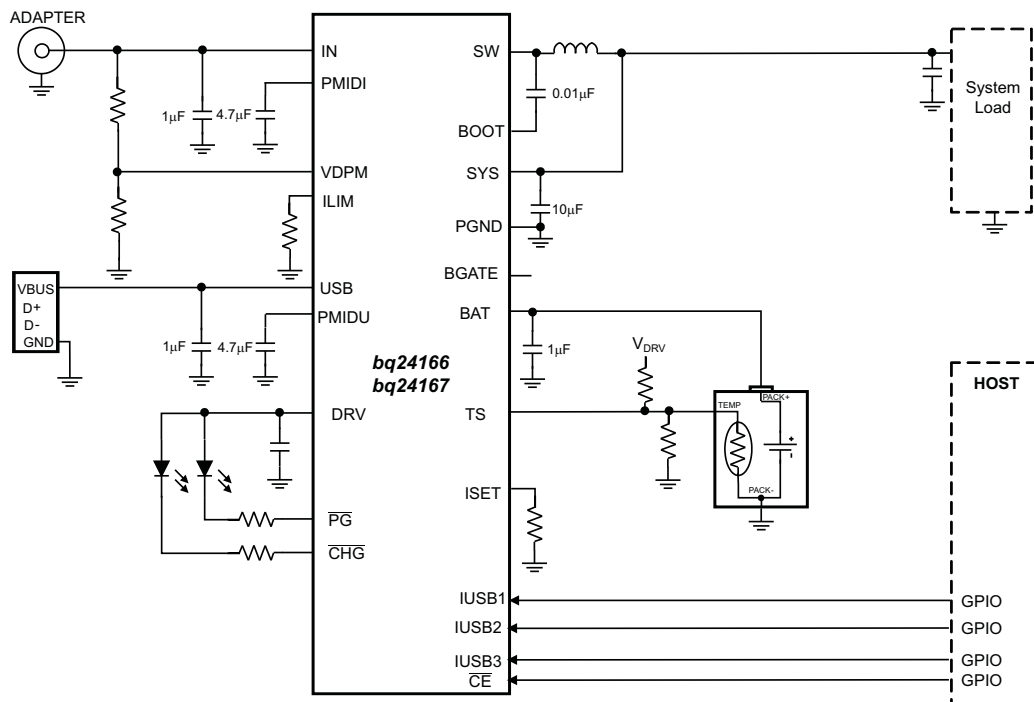 ADAPTER
IN
PMIDI
1μF
4.7μF
VDPM
ILIM
VBUS
D+
D-
GND
USB
PMIDU
1μF
4.7μF
bq24166
bq24167
DRV
PG
CHG
SW
0.01μF
BOOT
SYS
10μF
PGND
BGATE
BAT
1μF
VDRV
TS
TEMP
PACK+
+
-
PACK-
ISET
IUSB1
IUSB2
IUSB3
CE
System
Load
HOST
GPIO
GPIO
GPIO
GPIO